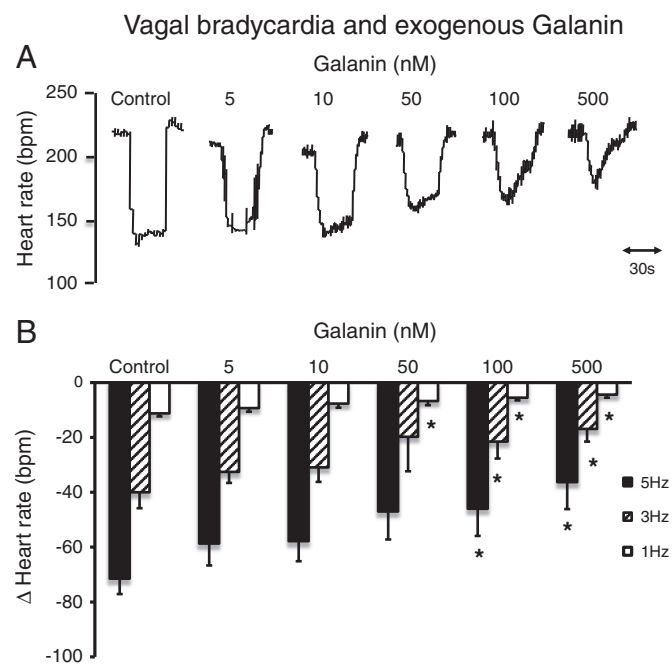 Vagal bradycardia and exogenous Galanin
A
Galanin (nM)
Control 5 10 50 100 500
250
200
150
100
Heart rate (bpm)
30s
B
Galanin (nM)
Control 5 10 50 100 500
0
-20
-40
-60
-80
-100
Δ Heart rate (bpm)
* * * * * * *
5Hz
3Hz
1Hz